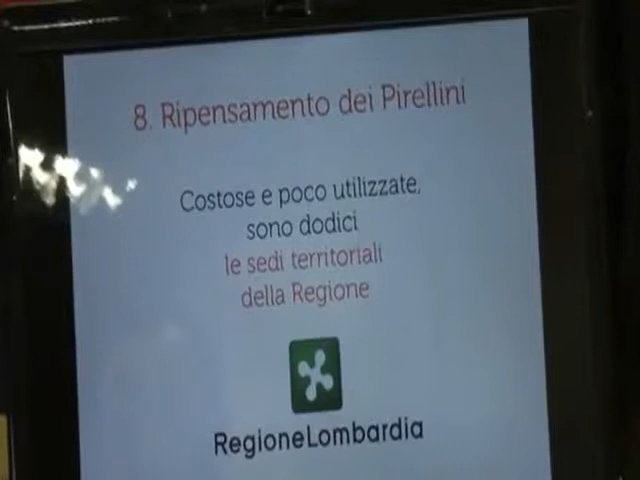 8. Ripensamento dei Pirellini
Costose e poco utilizzate,
sono dodici
le sedi territoriali
della Regione
RegioneLombardia